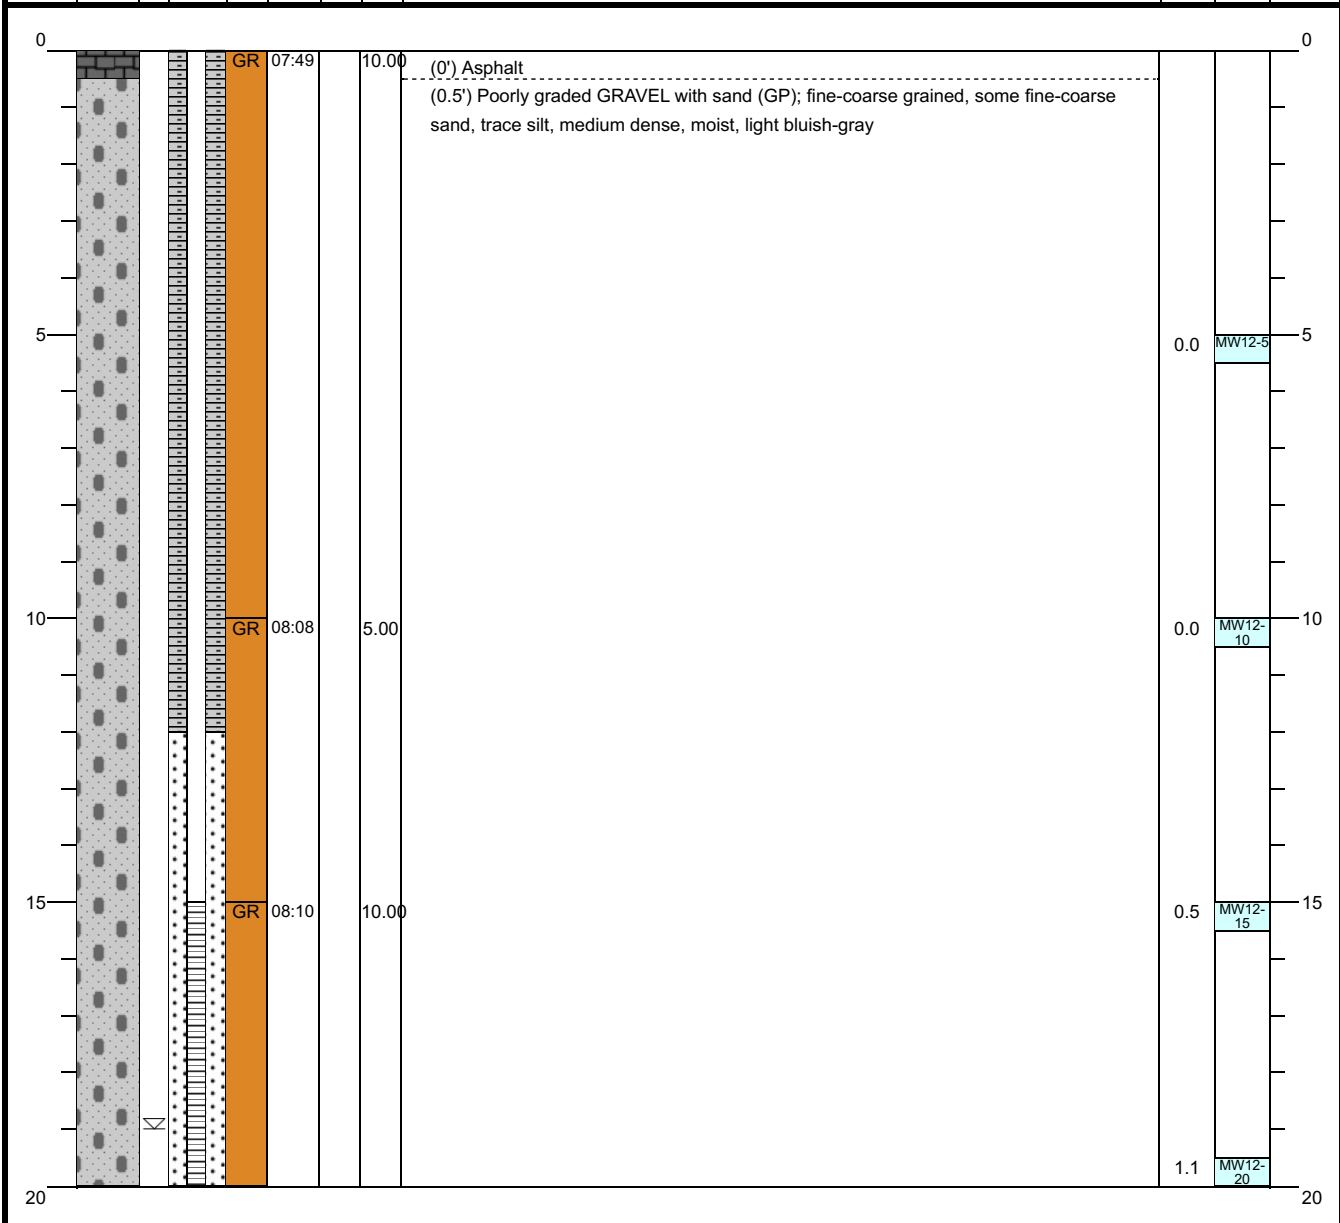 0 0
GR 07:49 10.00 (0') Asphalt
(0.5') Poorly graded GRAVEL with sand (GP); fine-coarse grained, some fine-coarse
sand, trace silt, medium dense, moist, light bluish-gray
5 0.0 MW12-5 5
10 GR 08:08 5.00 0.0 MW12- 10
10
15 GR 08:10 10.00 0.5 MW12- 15
15
1.1 MW12-
20
20 20